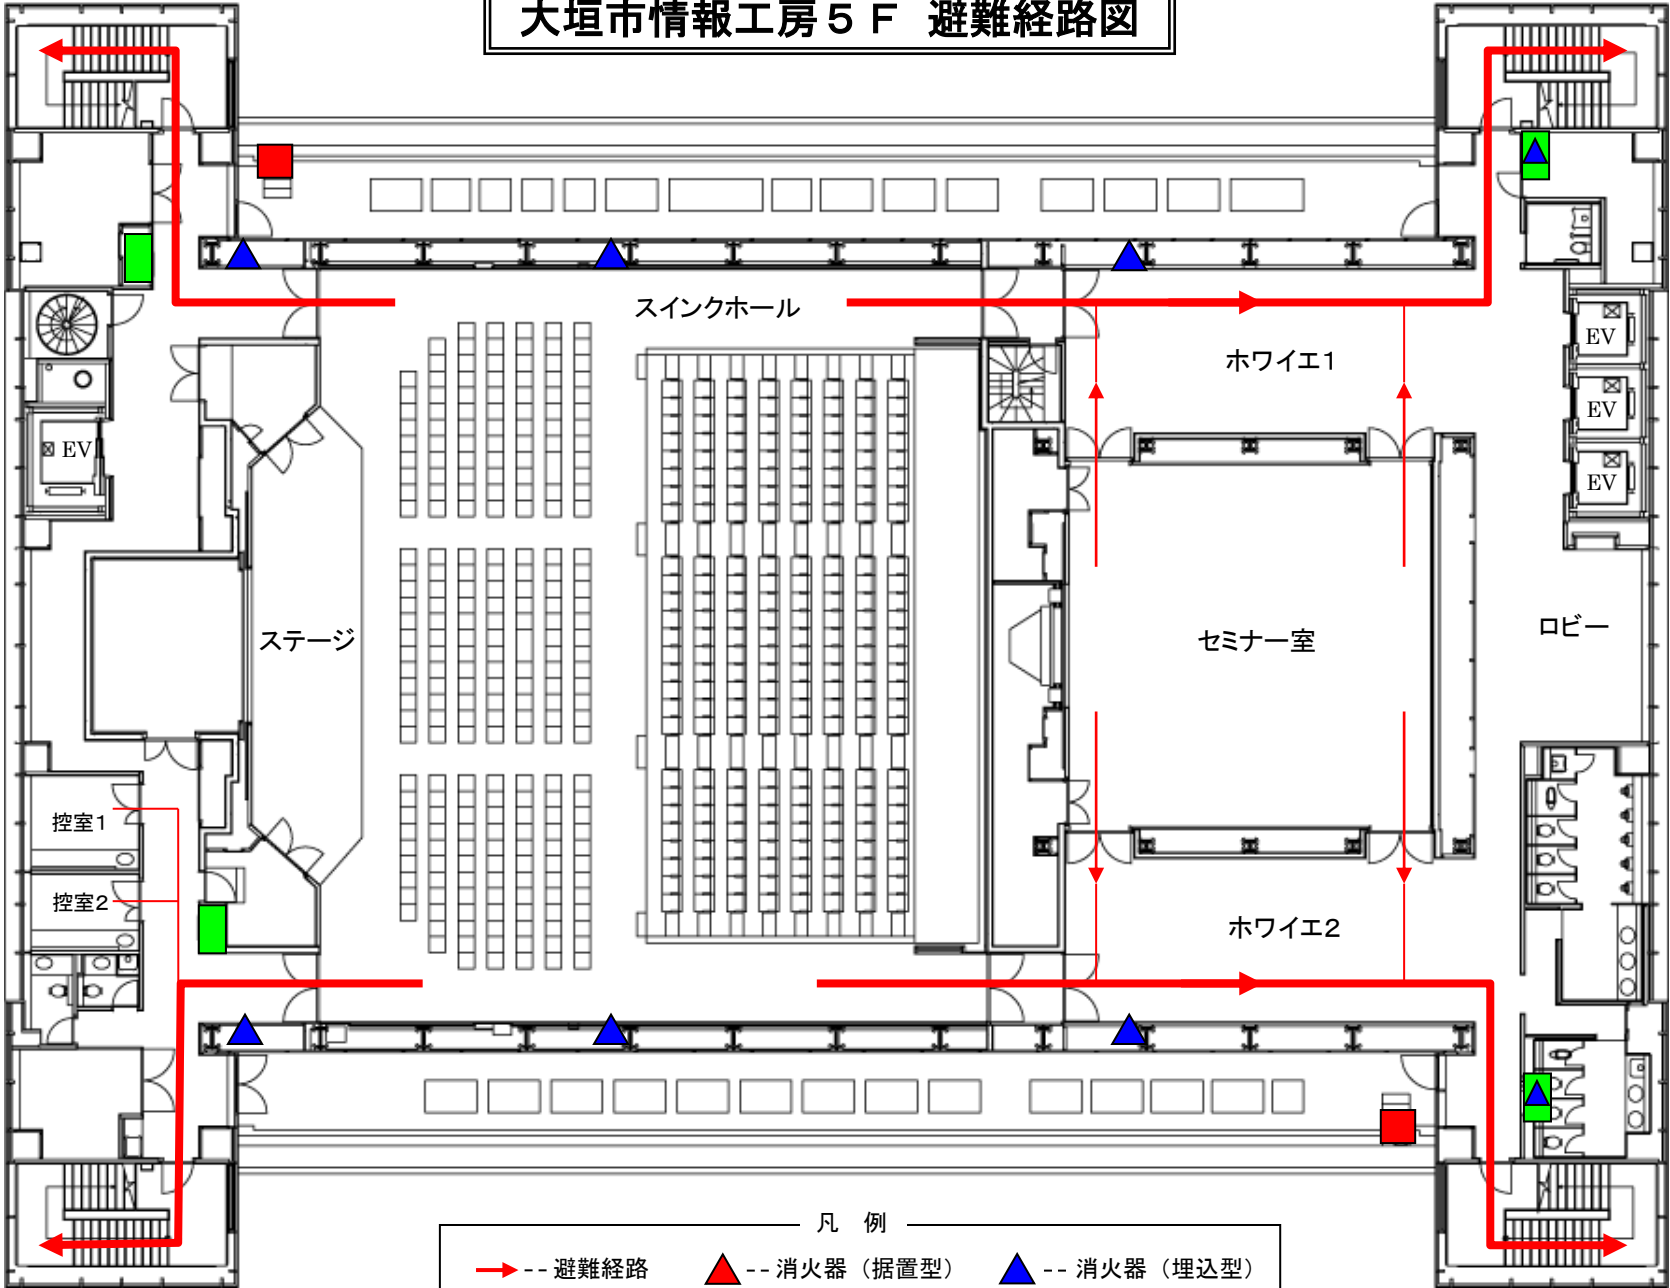 大垣市情報工房５Ｆ　避難経路図
スインクホール
EV
ホワイエ1
EV
EV
EV
ステージ
セミナー室
ロビー
控室1
控室2
ホワイエ2
凡　例
-- 避難経路
-- 消火器（据置型）
-- 消火器（埋込型）